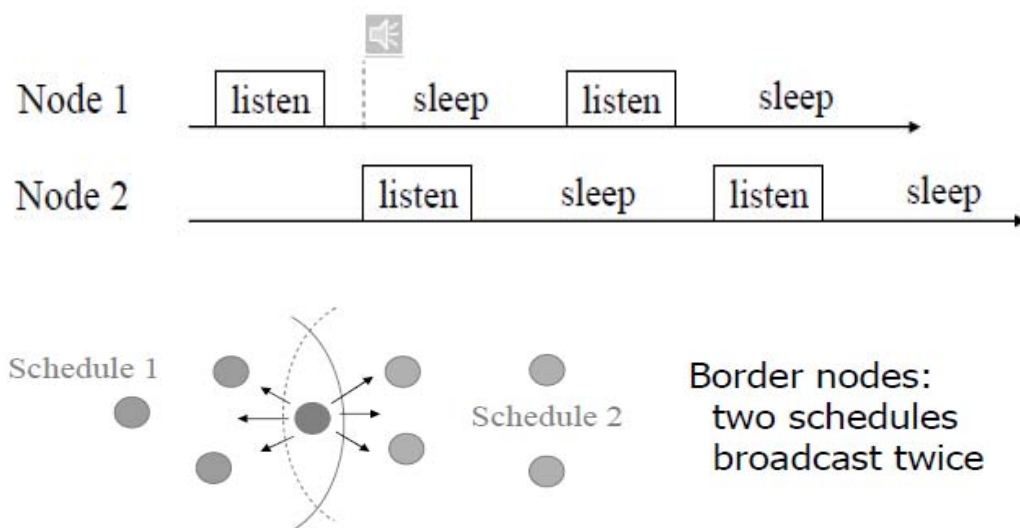 Node 1 listen sleep listen sleep
Node 2 listen sleep listen sleep
Schedule 1
Schedule 2
Border nodes:
two schedules
broadcast twice